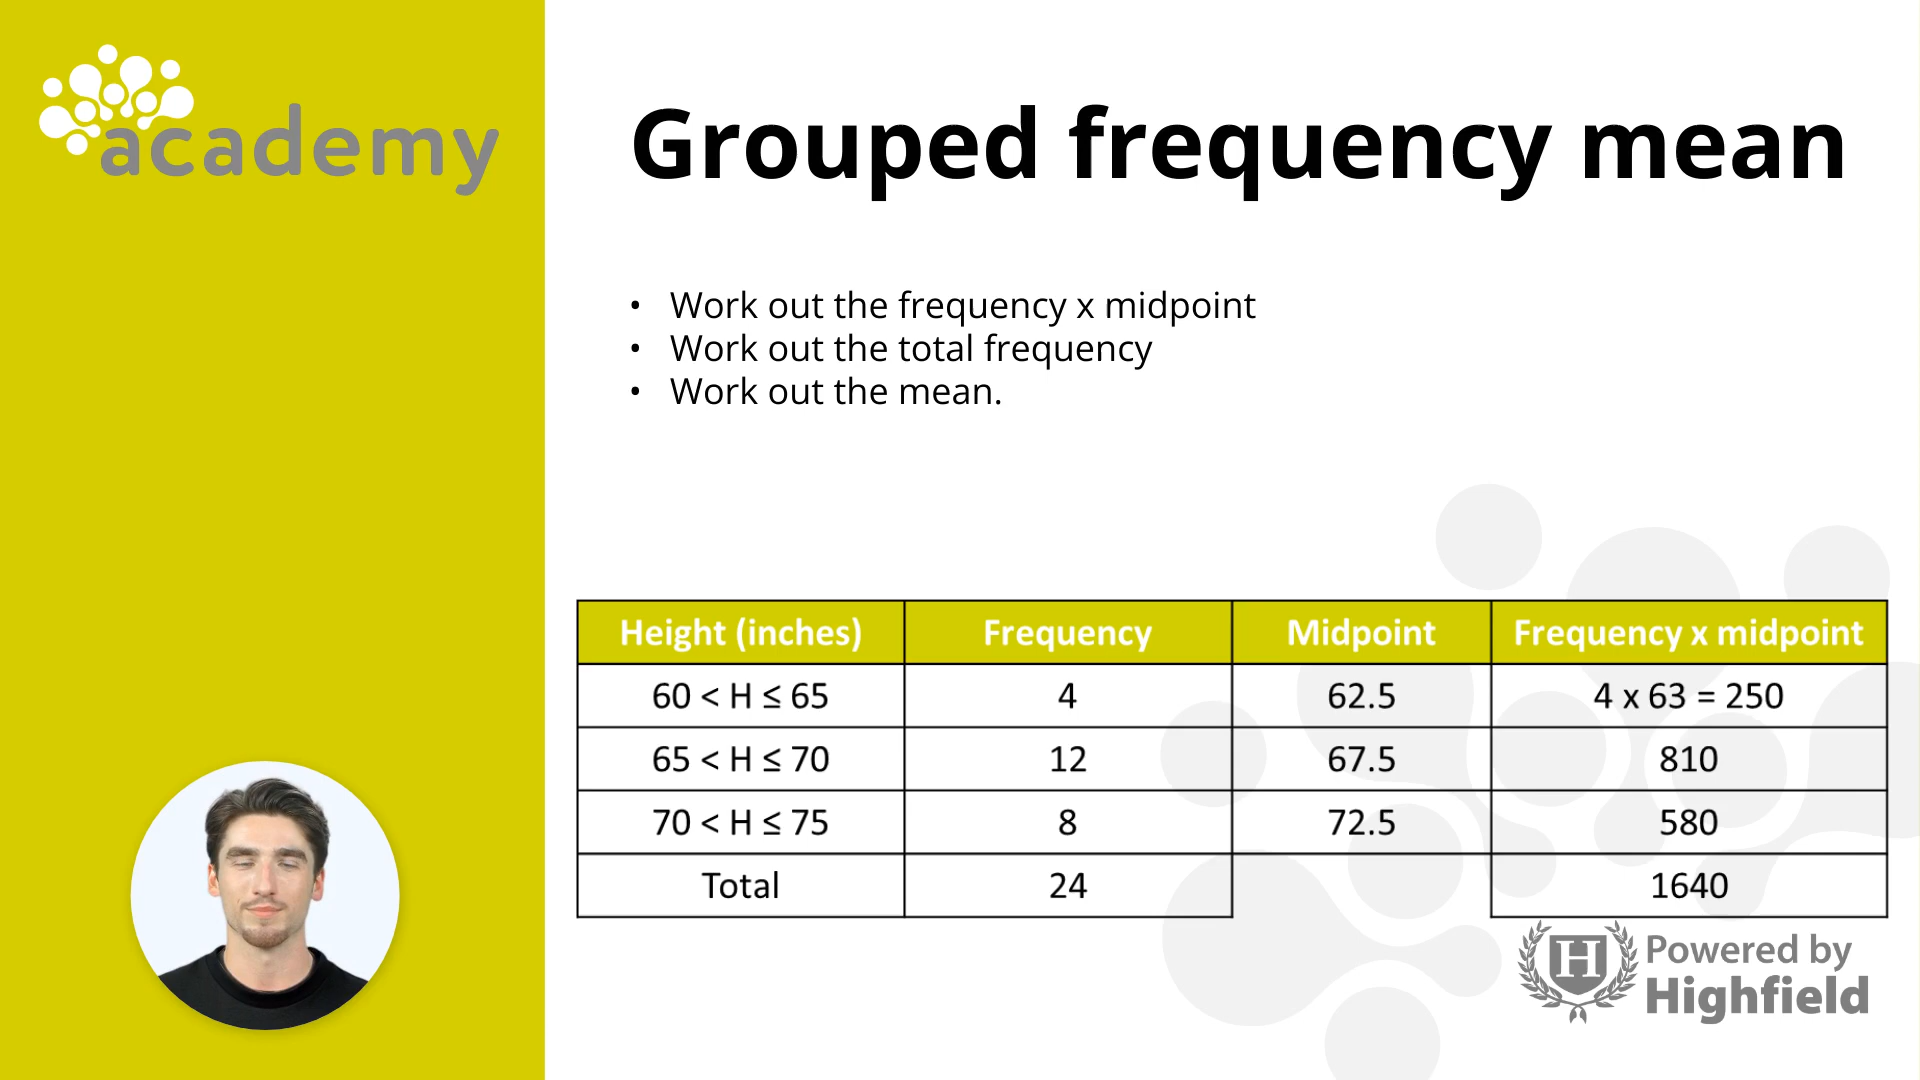 academy
Grouped frequency mean
• Work out the frequency x midpoint
• Work out the total frequency
• Work out the mean.
Height (inches) Frequency Midpoint Frequency x midpoint
60 < H ≤ 65 4 62.5 4 x 63 = 250
65 < H ≤ 70 12 67.5 810
70 < H ≤ 75 8 72.5 580
Total 24 1640
H
Powered by
Highfield